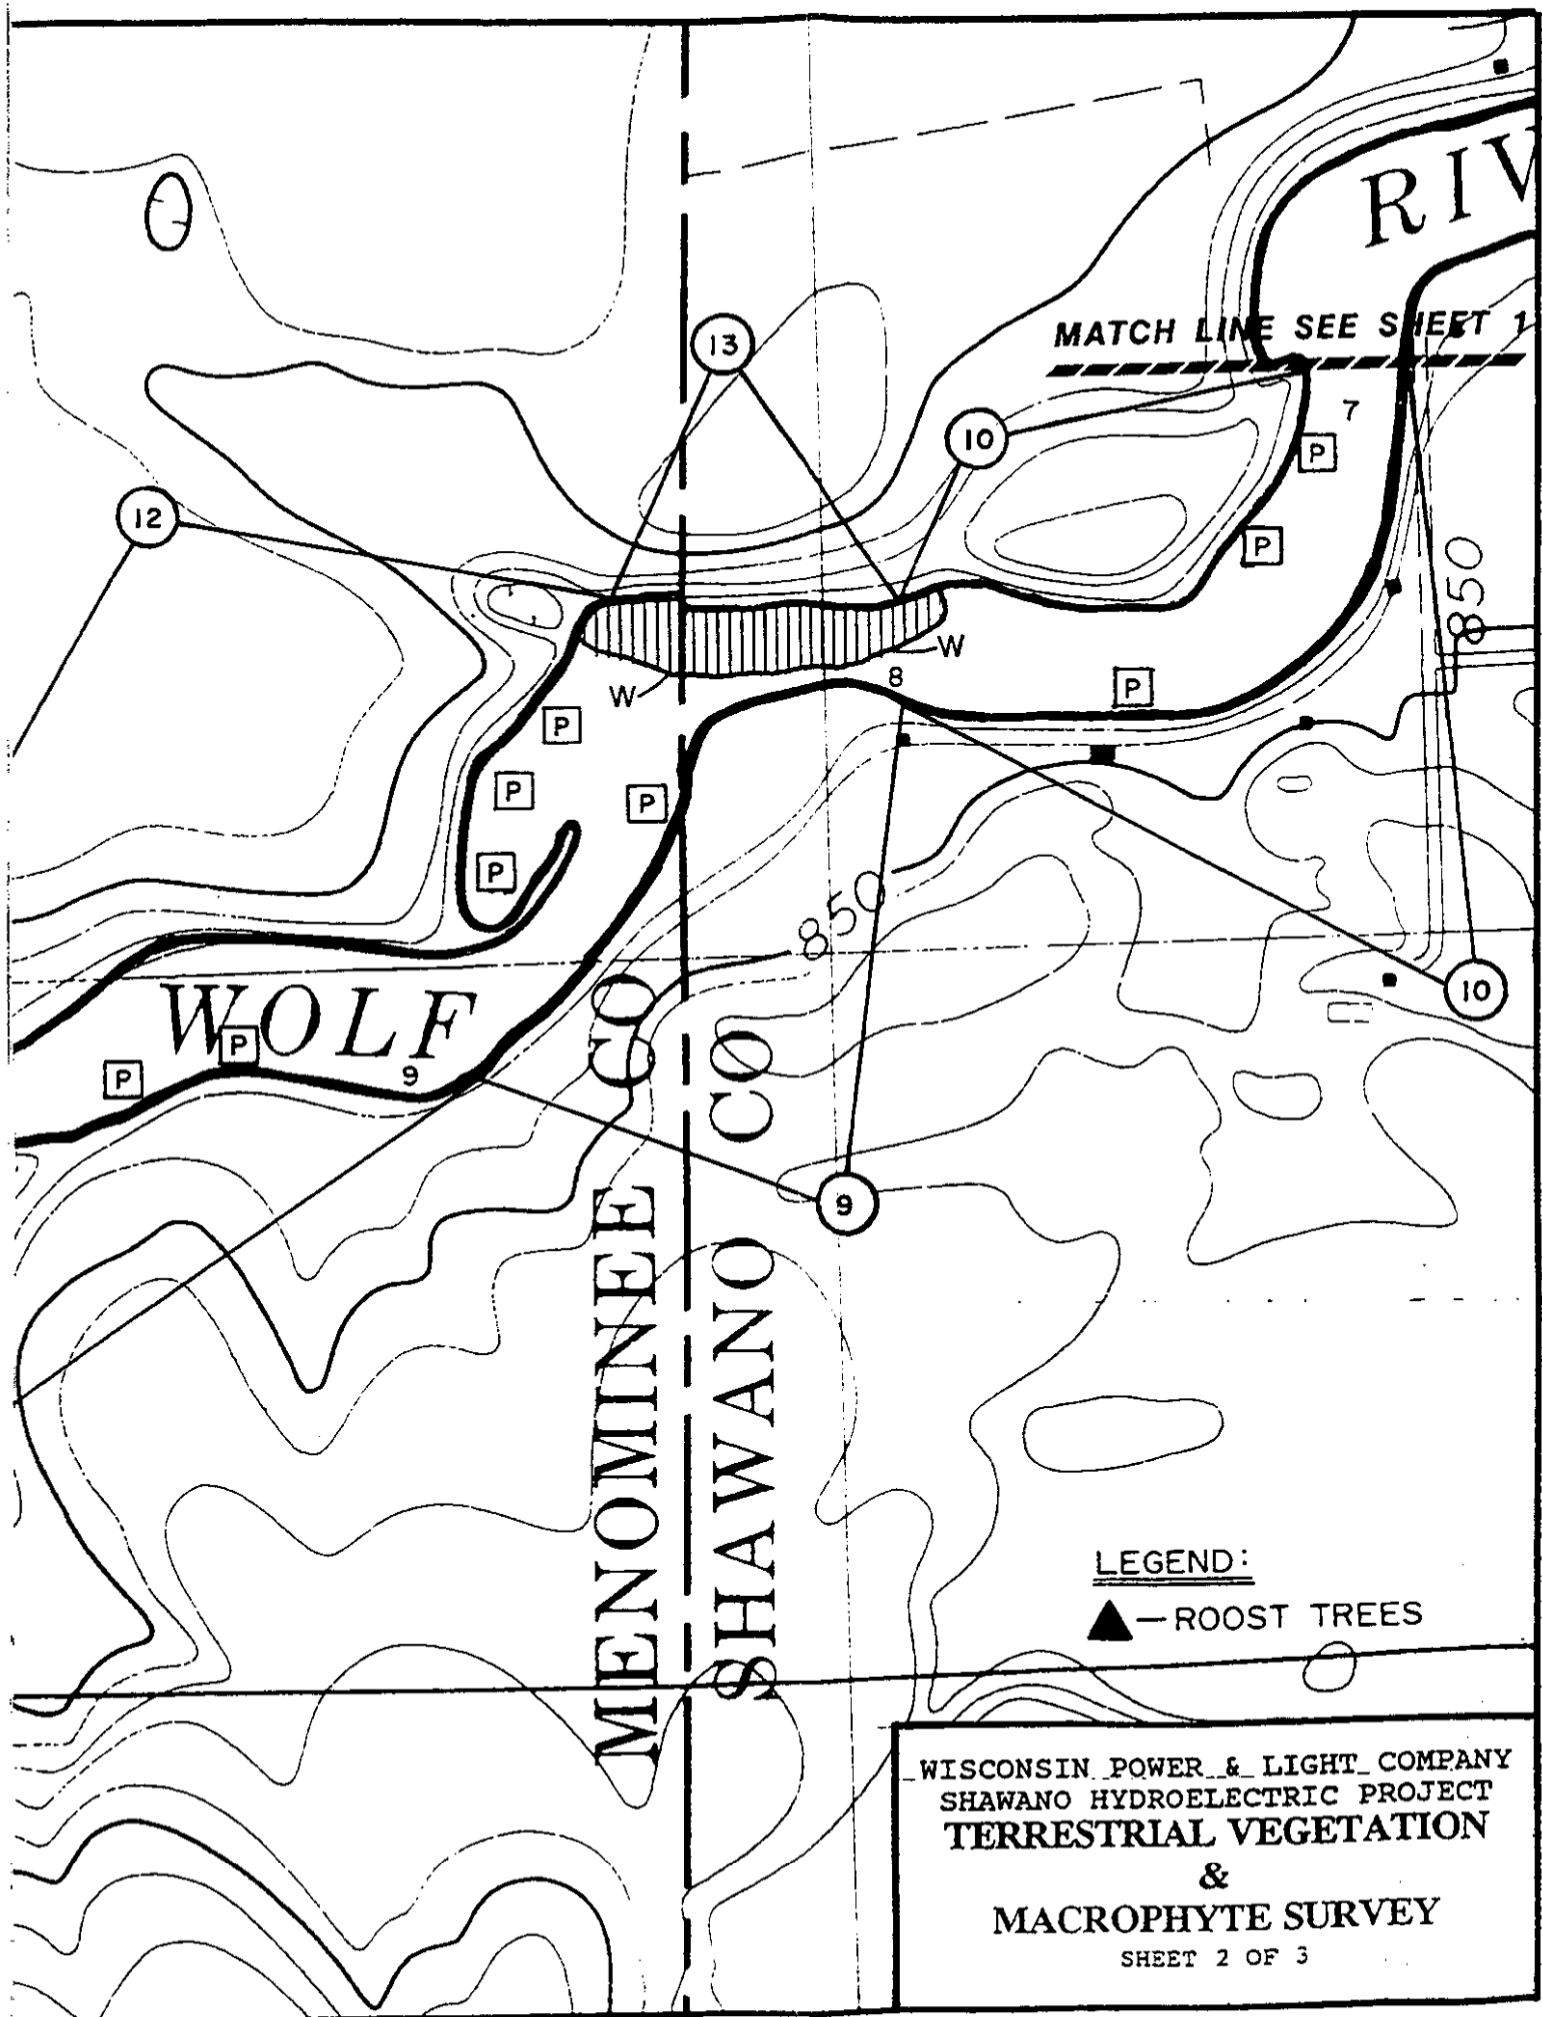 RIV
MATCH LINE SEE SHEET 1
13
7
10
P
12
P
850
W
8
W
P
P
P
P
P
850
10
WOLF
P
P
9
9
MENOMINEE CO
SHAWANO CO
LEGEND:
▲ — ROOST TREES
WISCONSIN POWER & LIGHT COMPANY
SHAWANO HYDROELECTRIC PROJECT
TERRESTRIAL VEGETATION
&
MACROPHYTE SURVEY
SHEET 2 OF 3